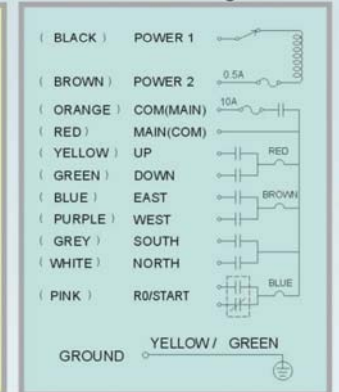 ( BLACK ) POWER 1
( BROWN ) POWER 2 0.5A
( ORANGE ) COM(MAIN) 10A
( RED ) MAIN(COM)
( YELLOW ) UP RED
( GREEN ) DOWN
( BLUE ) EAST BROWN
( PURPLE ) WEST
( GREY ) SOUTH
( WHITE ) NORTH
( PINK ) R0/START BLUE
GROUND YELLOW / GREEN